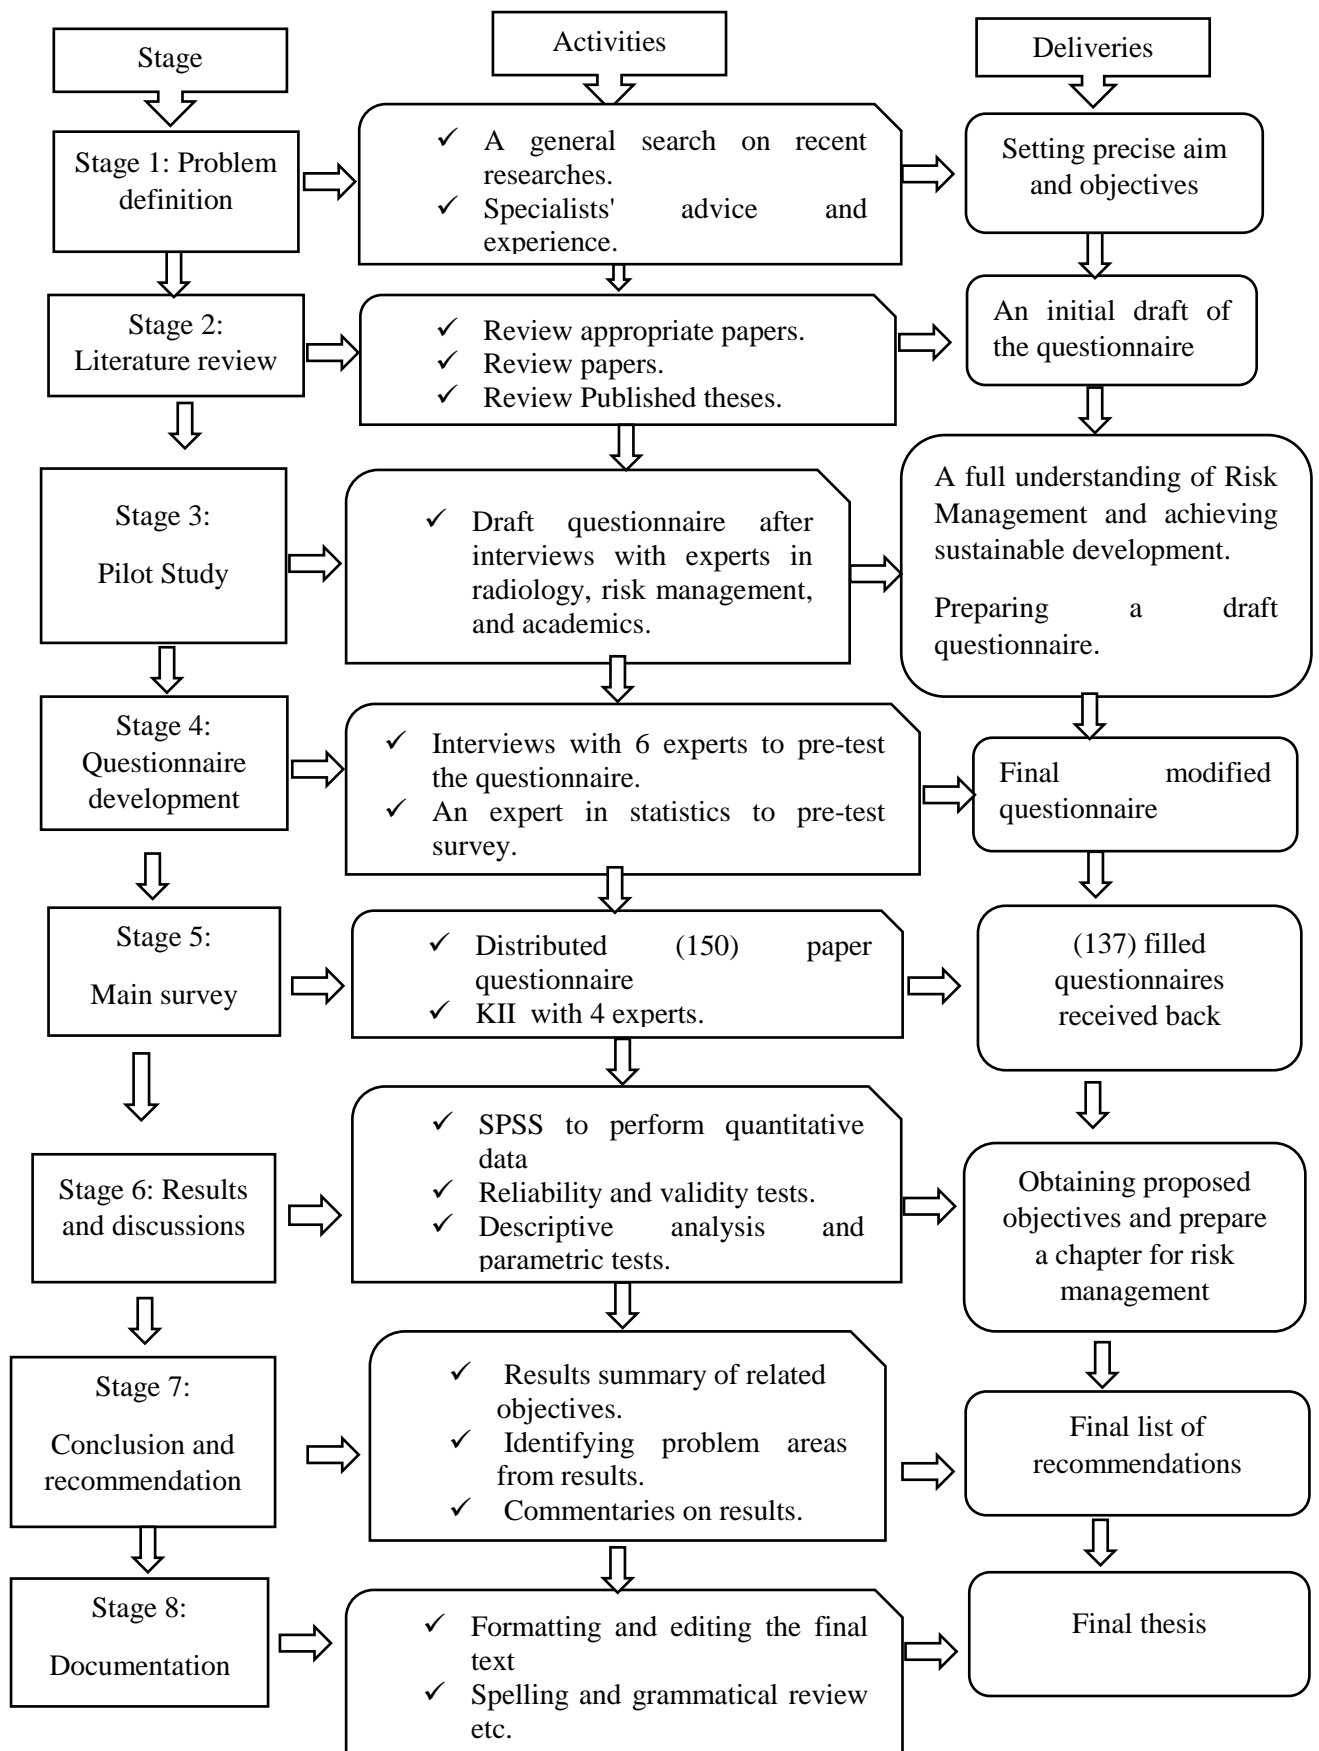 Stage
Activities
Deliveries
Stage 1: Problem
definition
✓ A general search on recent
researches.
✓ Specialists' advice and
experience.
Setting precise aim
and objectives
Stage 2:
Literature review
✓ Review appropriate papers.
✓ Review papers.
✓ Review Published theses.
An initial draft of
the questionnaire
Stage 3:
Pilot Study
✓ Draft questionnaire after
interviews with experts in
radiology, risk management,
and academics.
A full understanding of Risk
Management and achieving
sustainable development.
Preparing a draft
questionnaire.
Stage 4:
Questionnaire
development
✓ Interviews with 6 experts to pre-test
the questionnaire.
✓ An expert in statistics to pre-test
survey.
Final modified
questionnaire
Stage 5:
Main survey
✓ Distributed (150) paper
questionnaire
✓ KII with 4 experts.
(137) filled
questionnaires
received back
Stage 6: Results
and discussions
✓ SPSS to perform quantitative
data
✓ Reliability and validity tests.
✓ Descriptive analysis and
parametric tests.
Obtaining proposed
objectives and prepare
a chapter for risk
management
Stage 7:
Conclusion and
recommendation
✓ Results summary of related
objectives.
✓ Identifying problem areas
from results.
✓ Commentaries on results.
Final list of
recommendations
Stage 8:
Documentation
✓ Formatting and editing the final
text
✓ Spelling and grammatical review
etc.
Final thesis